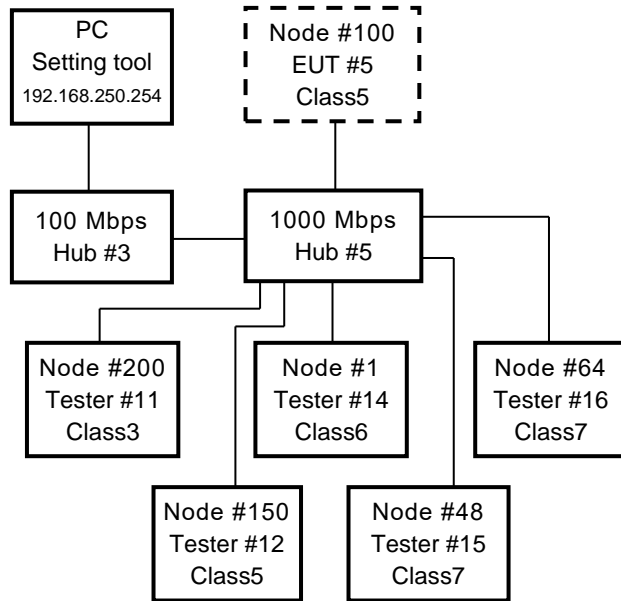 PC
Setting tool
192.168.250.254
Node #100
EUT #5
Class5
100 Mbps
Hub #3
1000 Mbps
Hub #5
Node #200
Tester #11
Class3
Node #1
Tester #14
Class6
Node #64
Tester #16
Class7
Node #150
Tester #12
Class5
Node #48
Tester #15
Class7